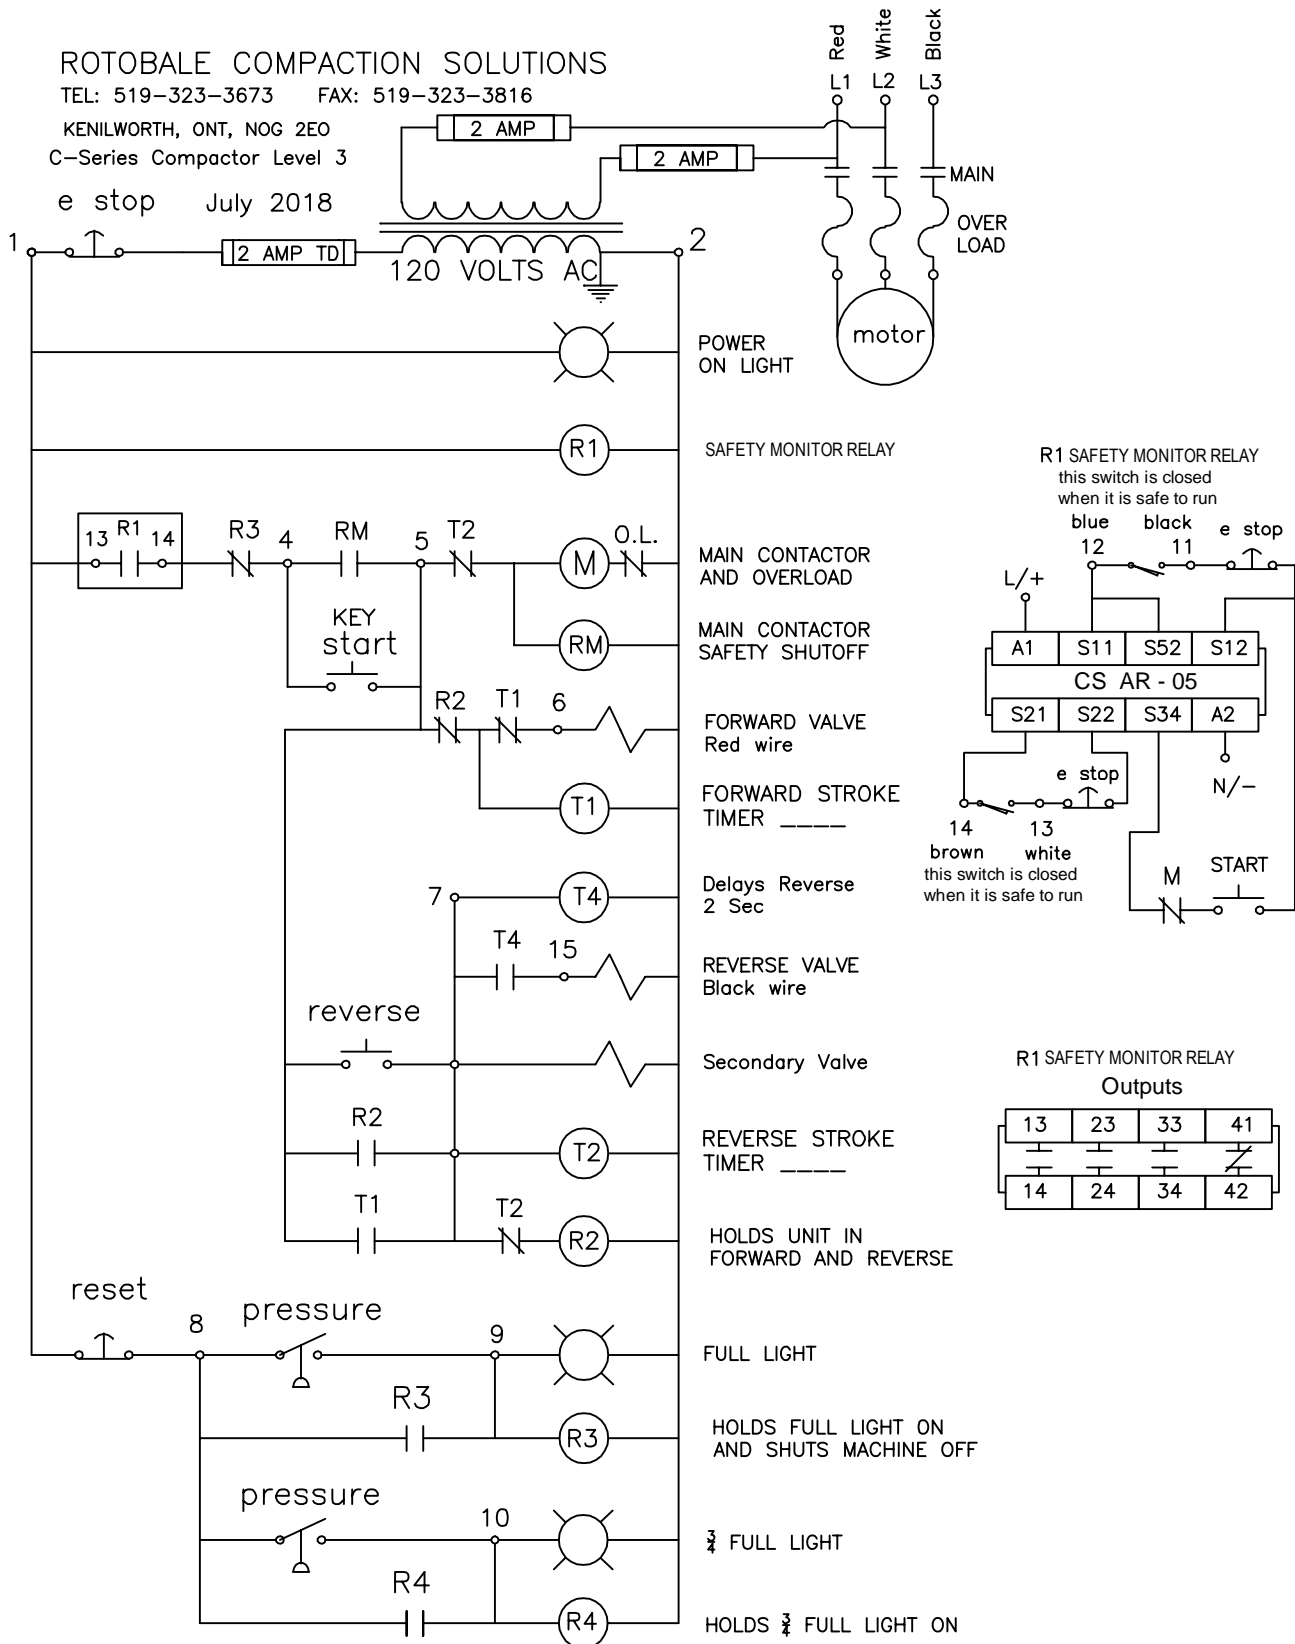 ROTOBALE COMPACTION SOLUTIONS
TEL: 519-323-3673 FAX: 519-323-3816
KENILWORTH, ONT, NOG 2EO
C-Series Compactor Level 3
e stop July 2018
Red White Black
L1 L2 L3
2 AMP
2 AMP
MAIN
OVER
LOAD
motor
1
2 AMP TD
120 VOLTS AC
2
POWER
ON LIGHT
R1
SAFETY MONITOR RELAY
13 R1 14
R3
4
RM
5
T2
M
O.L.
MAIN CONTACTOR
AND OVERLOAD
KEY
start
RM
MAIN CONTACTOR
SAFETY SHUTOFF
R2
T1
6
FORWARD VALVE
Red wire
T1
FORWARD STROKE
TIMER ____
7
T4
Delays Reverse
2 Sec
T4
15
REVERSE VALVE
Black wire
reverse
Secondary Valve
R2
T2
REVERSE STROKE
TIMER ____
T1
T2
R2
HOLDS UNIT IN
FORWARD AND REVERSE
reset
8
pressure
9
FULL LIGHT
R3
R3
HOLDS FULL LIGHT ON
AND SHUTS MACHINE OFF
pressure
10
¾ FULL LIGHT
R4
R4
HOLDS ¾ FULL LIGHT ON
R1 SAFETY MONITOR RELAY
this switch is closed
when it is safe to run
blue black e stop
12 11
L/+
A1 S11 S52 S12
CS AR - 05
S21 S22 S34 A2
e stop
N/-
14 13
brown white
this switch is closed
when it is safe to run
M
START
R1 SAFETY MONITOR RELAY
Outputs
13 23 33 41
14 24 34 42